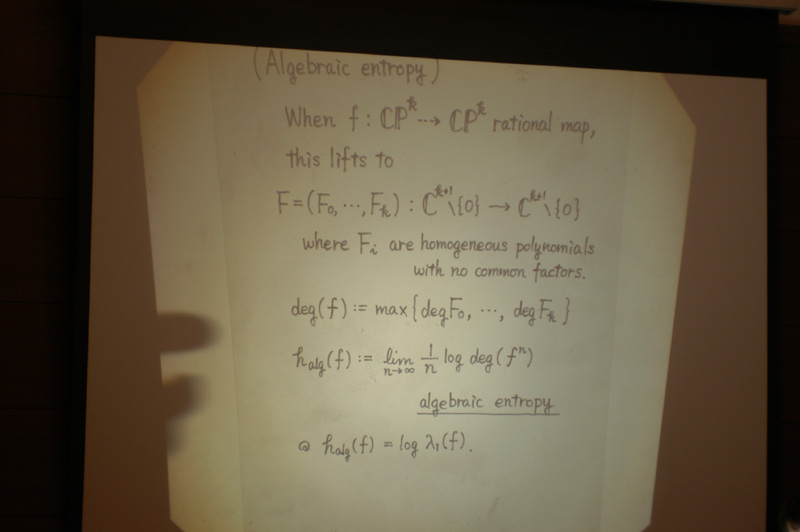 (Algebraic entropy)
When f : ℂP^k ⇢ ℂP^k rational map,
this lifts to
F = (F₀, ⋯, F_k) : ℂ^{k+1}\{0} → ℂ^{k+1}\{0}
where F_i are homogeneous polynomials
with no common factors.
deg(f) := max{deg F₀, ⋯, deg F_k}
h_alg(f) := lim_{n→∞} 1/n log deg(fⁿ)
algebraic entropy
◎ h_alg(f) = log λ₁(f).